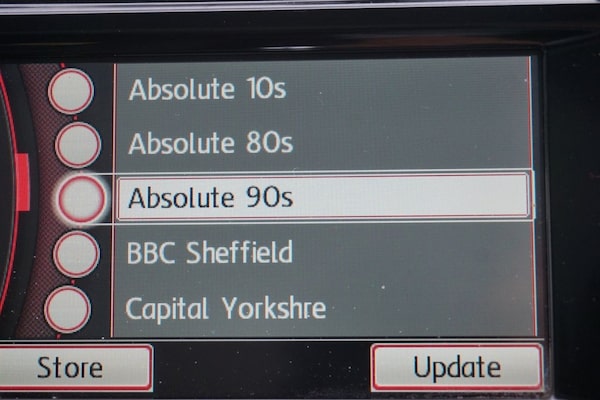 Absolute 10s
Absolute 80s
Absolute 90s
BBC Sheffield
Capital Yorkshre
Store
Update